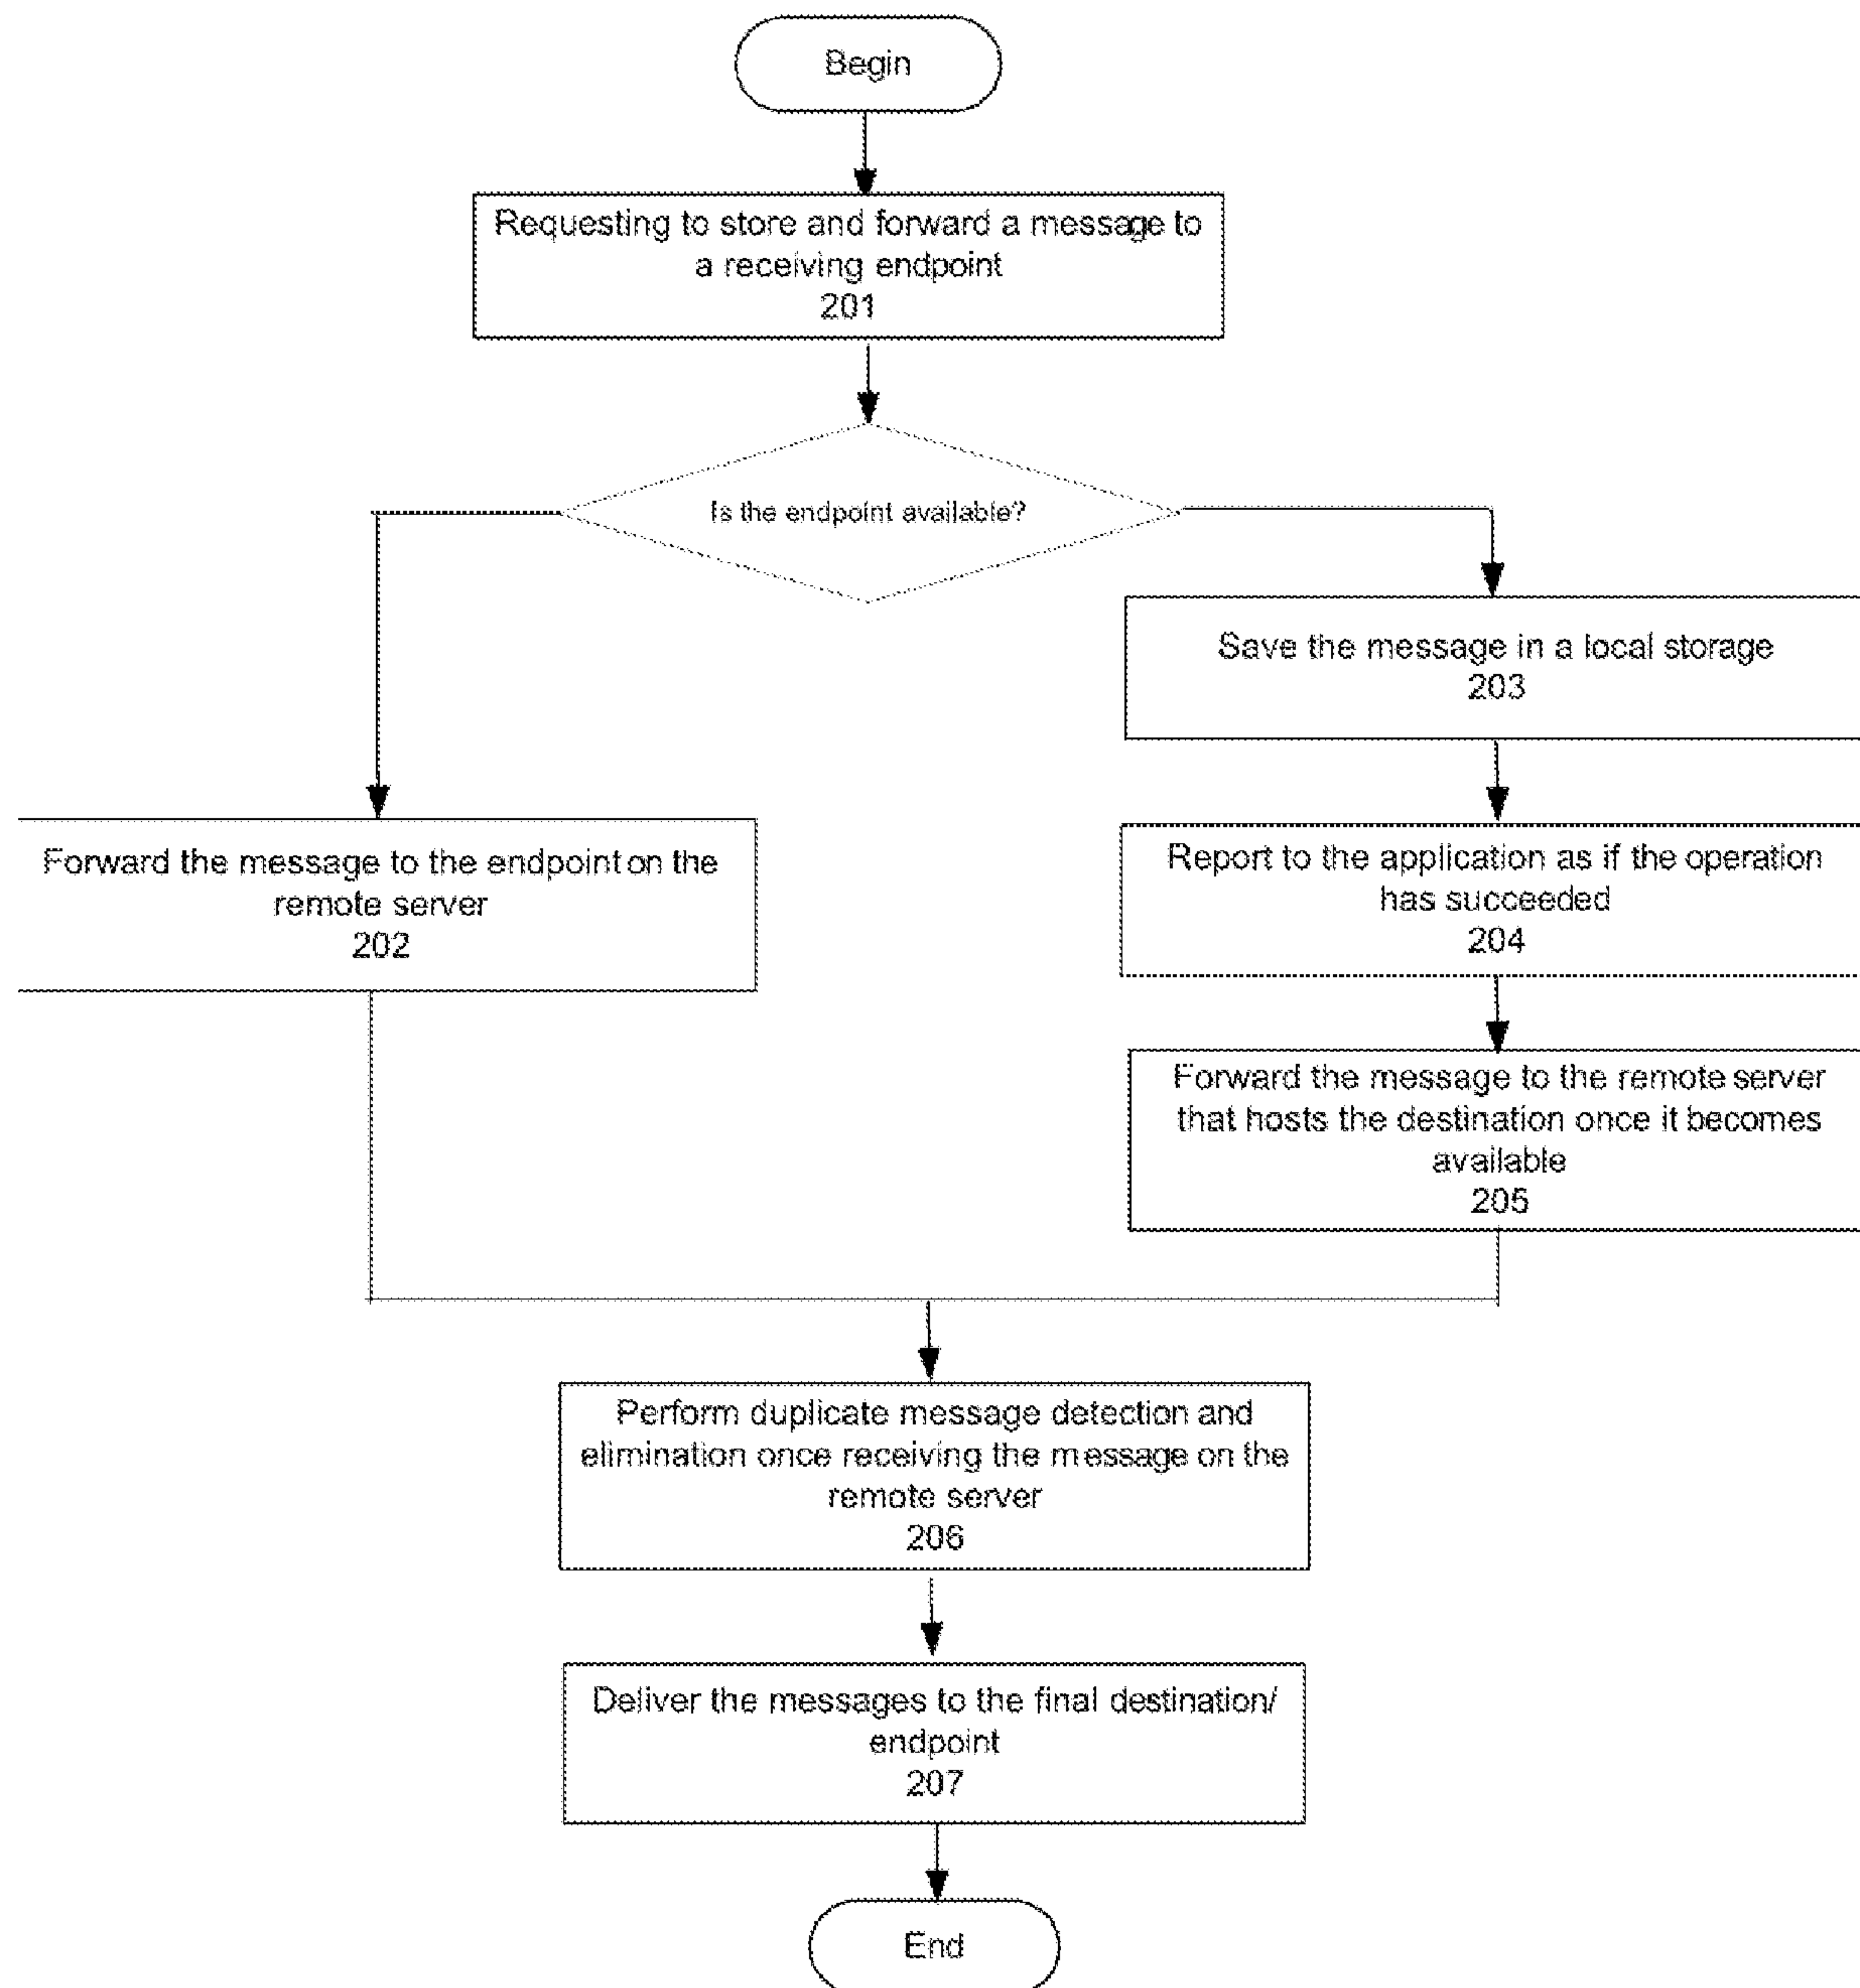 Begin
Requesting to store and forward a message to
a receiving endpoint
201
Is the endpoint available?
Save the message in a local storage
203
Forward the message to the endpoint on the
remote server
202
Report to the application as if the operation
has succeeded
204
Forward the message to the remote server
that hosts the destination once it becomes
available
205
Perform duplicate message detection and
elimination once receiving the message on the
remote server
206
Deliver the messages to the final destination/
endpoint
207
End